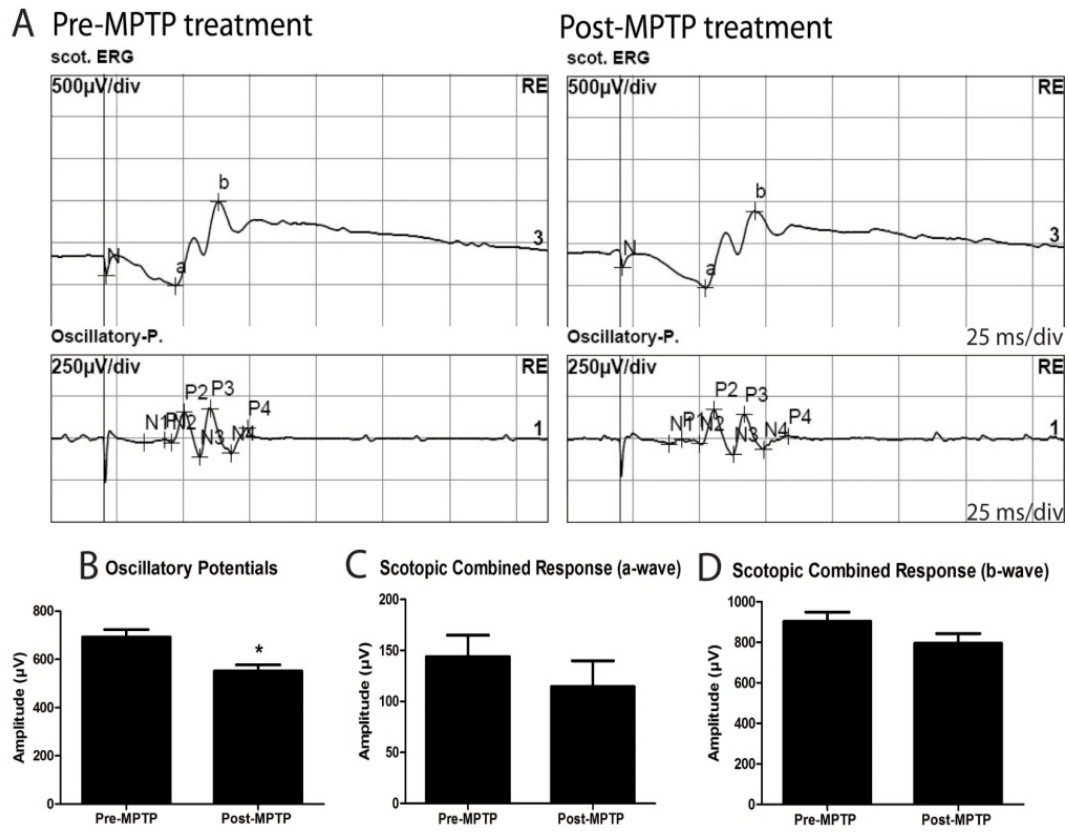 A Pre-MPTP treatment
scot. ERG
500µV/div RE
N
a
b
3
Oscillatory-P.
250µV/div RE
N1 P1 N2 P2 N3 P3 N4 P4
1
Post-MPTP treatment
scot. ERG
500µV/div RE
N
a
b
3
25 ms/div
Oscillatory-P.
250µV/div RE
N1 P1 N2 P2 N3 P3 N4 P4
1
25 ms/div
B Oscillatory Potentials
Amplitude (µV)
800
600
400
200
0
*
Pre-MPTP Post-MPTP
C Scotopic Combined Response (a-wave)
Amplitude (µV)
200
150
100
50
0
Pre-MPTP Post-MPTP
D Scotopic Combined Response (b-wave)
Amplitude (µV)
1000
800
600
400
200
0
Pre-MPTP Post-MPTP